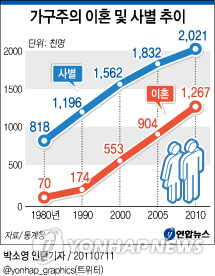 가구주의 이혼 및 사별 추이
단위: 천명
2,021
2000
1,832
사별
1,562
1500
1,196
이혼
1,267
1000
818
904
553
500
174
70
0
1980년 1990 2000 2005 2010
자료/통계청
연합뉴스
박소영 인턴기자 / 20110711
@yonhap_graphics(트위터)
YONHAP NEWS